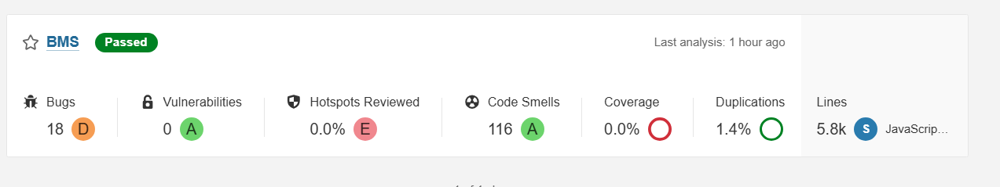 BMS Passed Last analysis: 1 hour ago
Bugs Vulnerabilities Hotspots Reviewed Code Smells Coverage Duplications Lines
18 D 0 A 0.0% E 116 A 0.0% 1.4% 5.8k S JavaScrip...